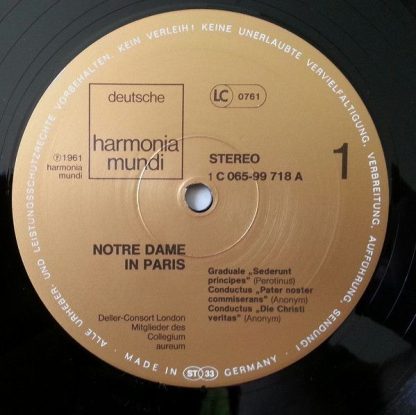 ALLE URHEBER- UND LEISTUNGSSCHUTZRECHTE VORBEHALTEN. KEIN VERLEIH! KEINE UNERLAUBTE VERVIELFÄLTIGUNG, VERBREITUNG, AUFFÜHRUNG, SENDUNG!
deutsche
harmonia
mundi
LC 0761
℗ 1961
harmonia
mundi
STEREO
1 C 065-99 718 A
1
NOTRE DAME
IN PARIS
Graduale „Sederunt
principes" (Perotinus)
Conductus „Pater noster
commiserans" (Anonym)
Conductus „Die Christi
veritas" (Anonym)
Deller-Consort London
Mitglieder des
Collegium
aureum
MADE IN GERMANY
ST 33